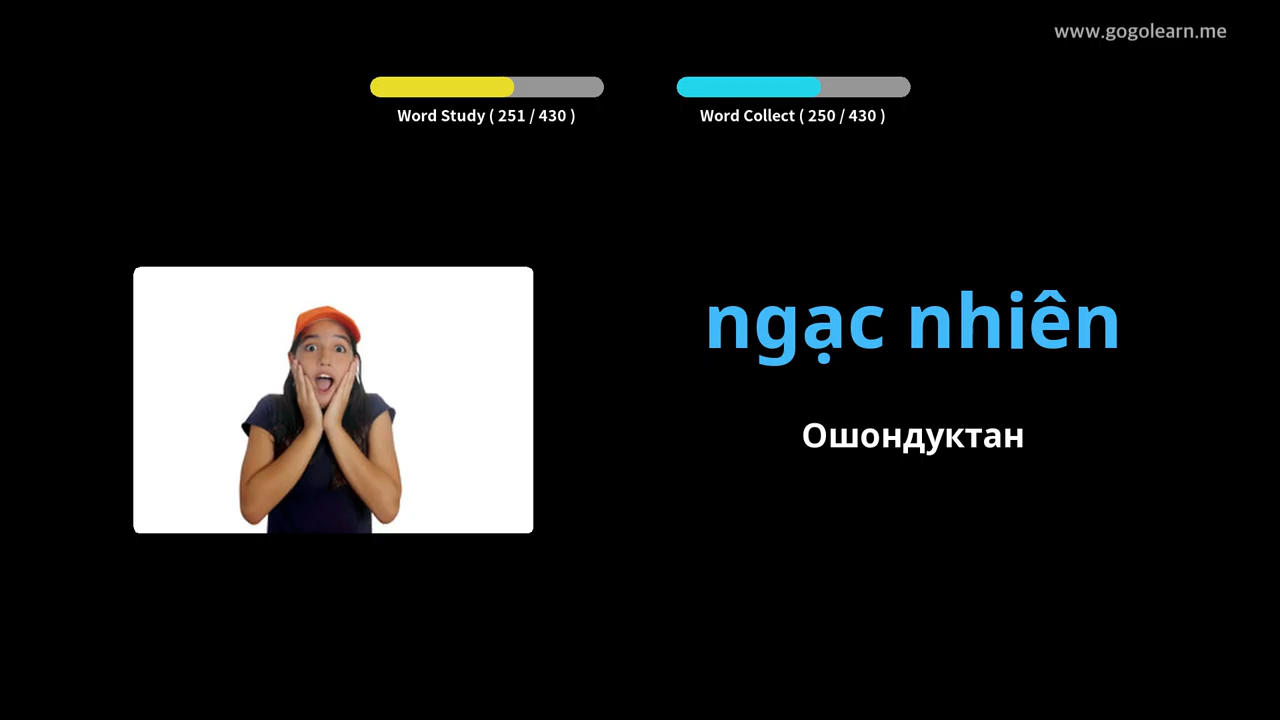 www.gogolearn.me
Word Study ( 251 / 430 )
Word Collect ( 250 / 430 )
ngạc nhiên
Ошондуктан